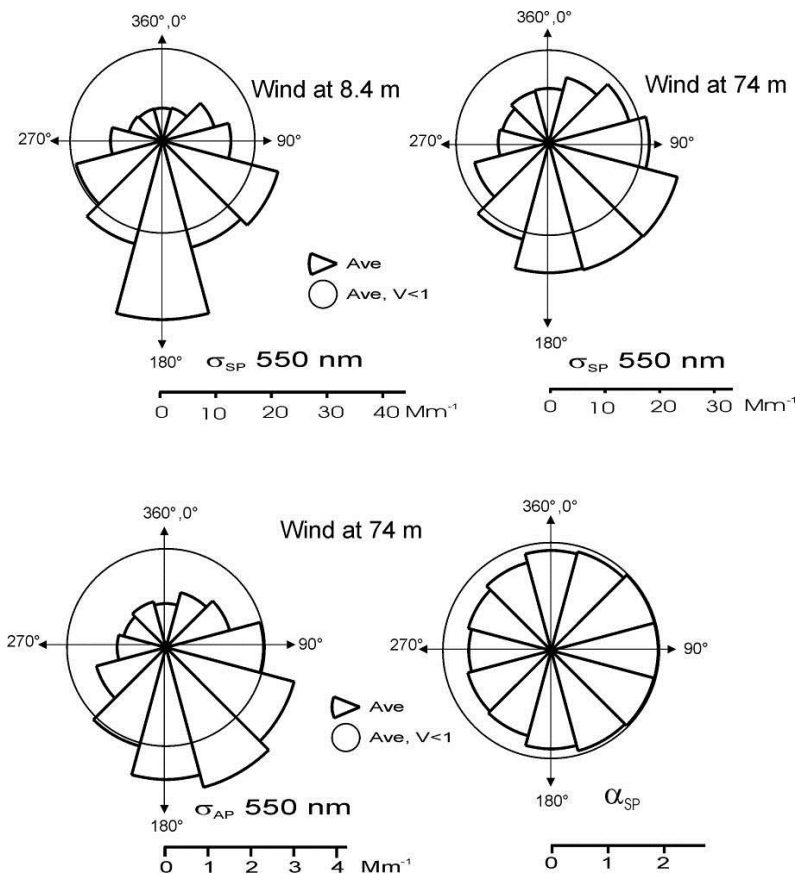 360°,0°
Wind at 8.4 m
270°
90°
Ave
Ave, V<1
180°
σSP 550 nm
0 10 20 30 40 Mm⁻¹
360°,0°
Wind at 74 m
270°
90°
180°
σSP 550 nm
0 10 20 30 Mm⁻¹
360°,0°
Wind at 74 m
270°
90°
Ave
Ave, V<1
σAP 550 nm
180°
0 1 2 3 4 Mm⁻¹
360°,0°
270°
90°
180°
αSP
0 1 2